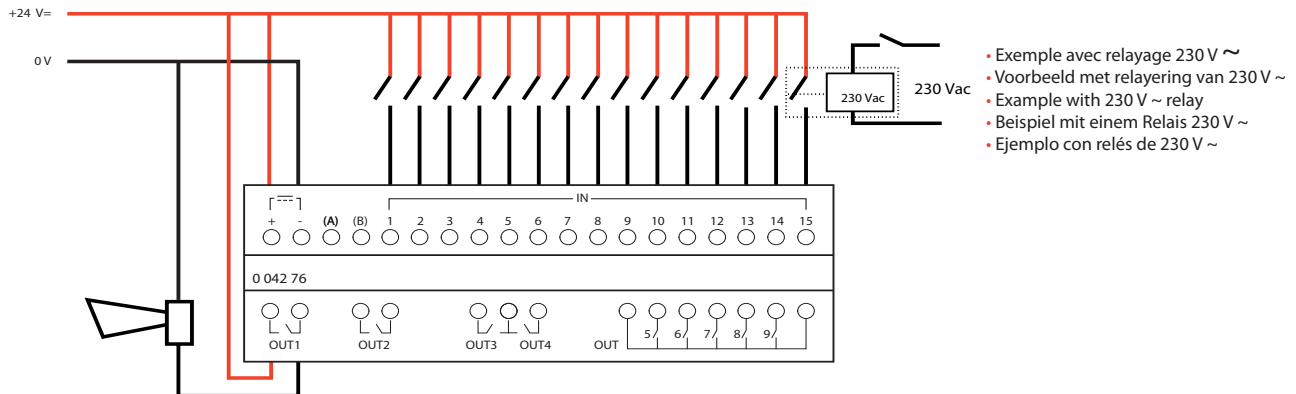 +24 V=
0 V
230 Vac
230 Vac
• Exemple avec relayage 230 V ~
• Voorbeeld met relayering van 230 V ~
• Example with 230 V ~ relay
• Beispiel mit einem Relais 230 V ~
• Ejemplo con relés de 230 V ~
IN
+ - (A) (B) 1 2 3 4 5 6 7 8 9 10 11 12 13 14 15
0 042 76
5 6 7 8 9
OUT1 OUT2 OUT3 OUT4 OUT